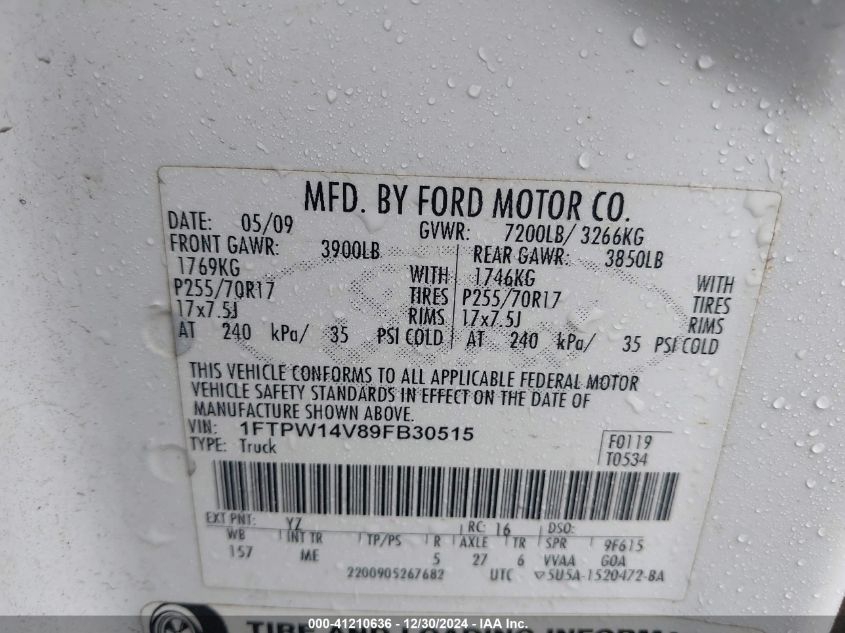 MFD. BY FORD MOTOR CO.
DATE: 05/09 GVWR: 7200LB/ 3266KG
FRONT GAWR: 3900LB REAR GAWR: 3850LB
1769KG WITH 1746KG WITH
P255/70R17 TIRES P255/70R17 TIRES
17x7.5J RIMS 17x7.5J RIMS
AT 240 kPa/ 35 PSI COLD AT 240 kPa/ 35 PSI COLD
THIS VEHICLE CONFORMS TO ALL APPLICABLE FEDERAL MOTOR
VEHICLE SAFETY STANDARDS IN EFFECT ON THE DATE OF
MANUFACTURE SHOWN ABOVE.
VIN: 1FTPW14V89FB30515 F0119
TYPE: Truck T0534
EXT PNT: YZ RC: 16 DSO:
WB INT TR TP/PS R AXLE TR SPR 9F615
157 ME 5 27 6 VVAA GOA
2200905267682 UTC 5U5A-1520472-BA
TIRE AND LOADING INFORMA
000-41210636 - 12/30/2024 - IAA Inc.